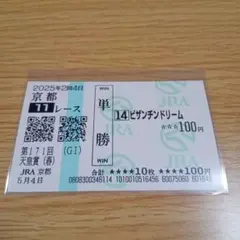 2025年2回4日
京都
11レース
第171回 (GI)
天皇賞(春)
JRA 京都
5月4日
WIN
単勝
WIN
14 ビザンチンドリーム
☆☆☆100円
JRA
合計 ☆☆☆☆10枚 ☆☆☆☆100円